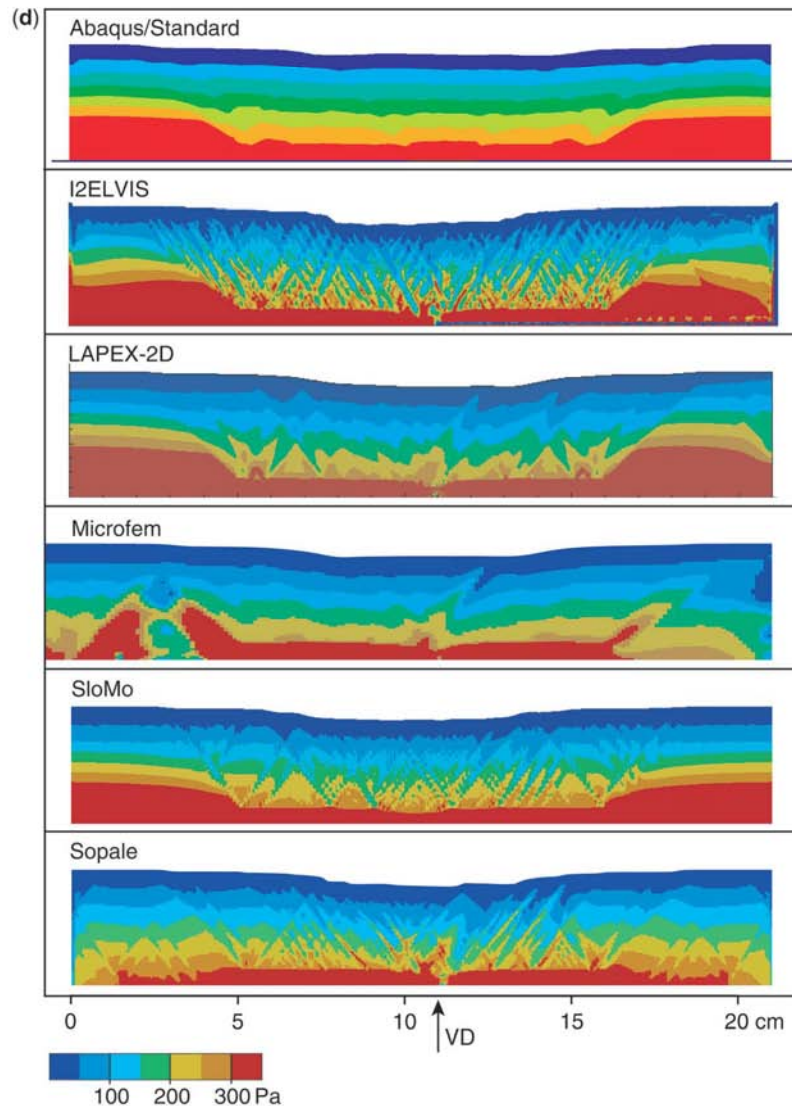 (d)
Abaqus/Standard
I2ELVIS
LAPEX-2D
Microfem
SloMo
Sopale
0 5 10 15 20 cm
VD
100 200 300 Pa